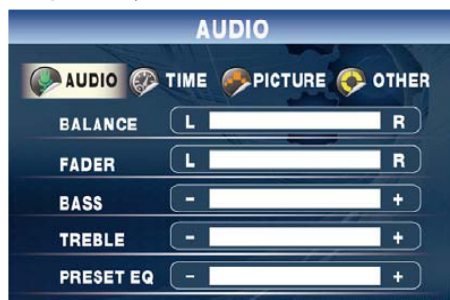 AUDIO
AUDIO TIME PICTURE OTHER
BALANCE L R
FADER L R
BASS - +
TREBLE - +
PRESET EQ - +